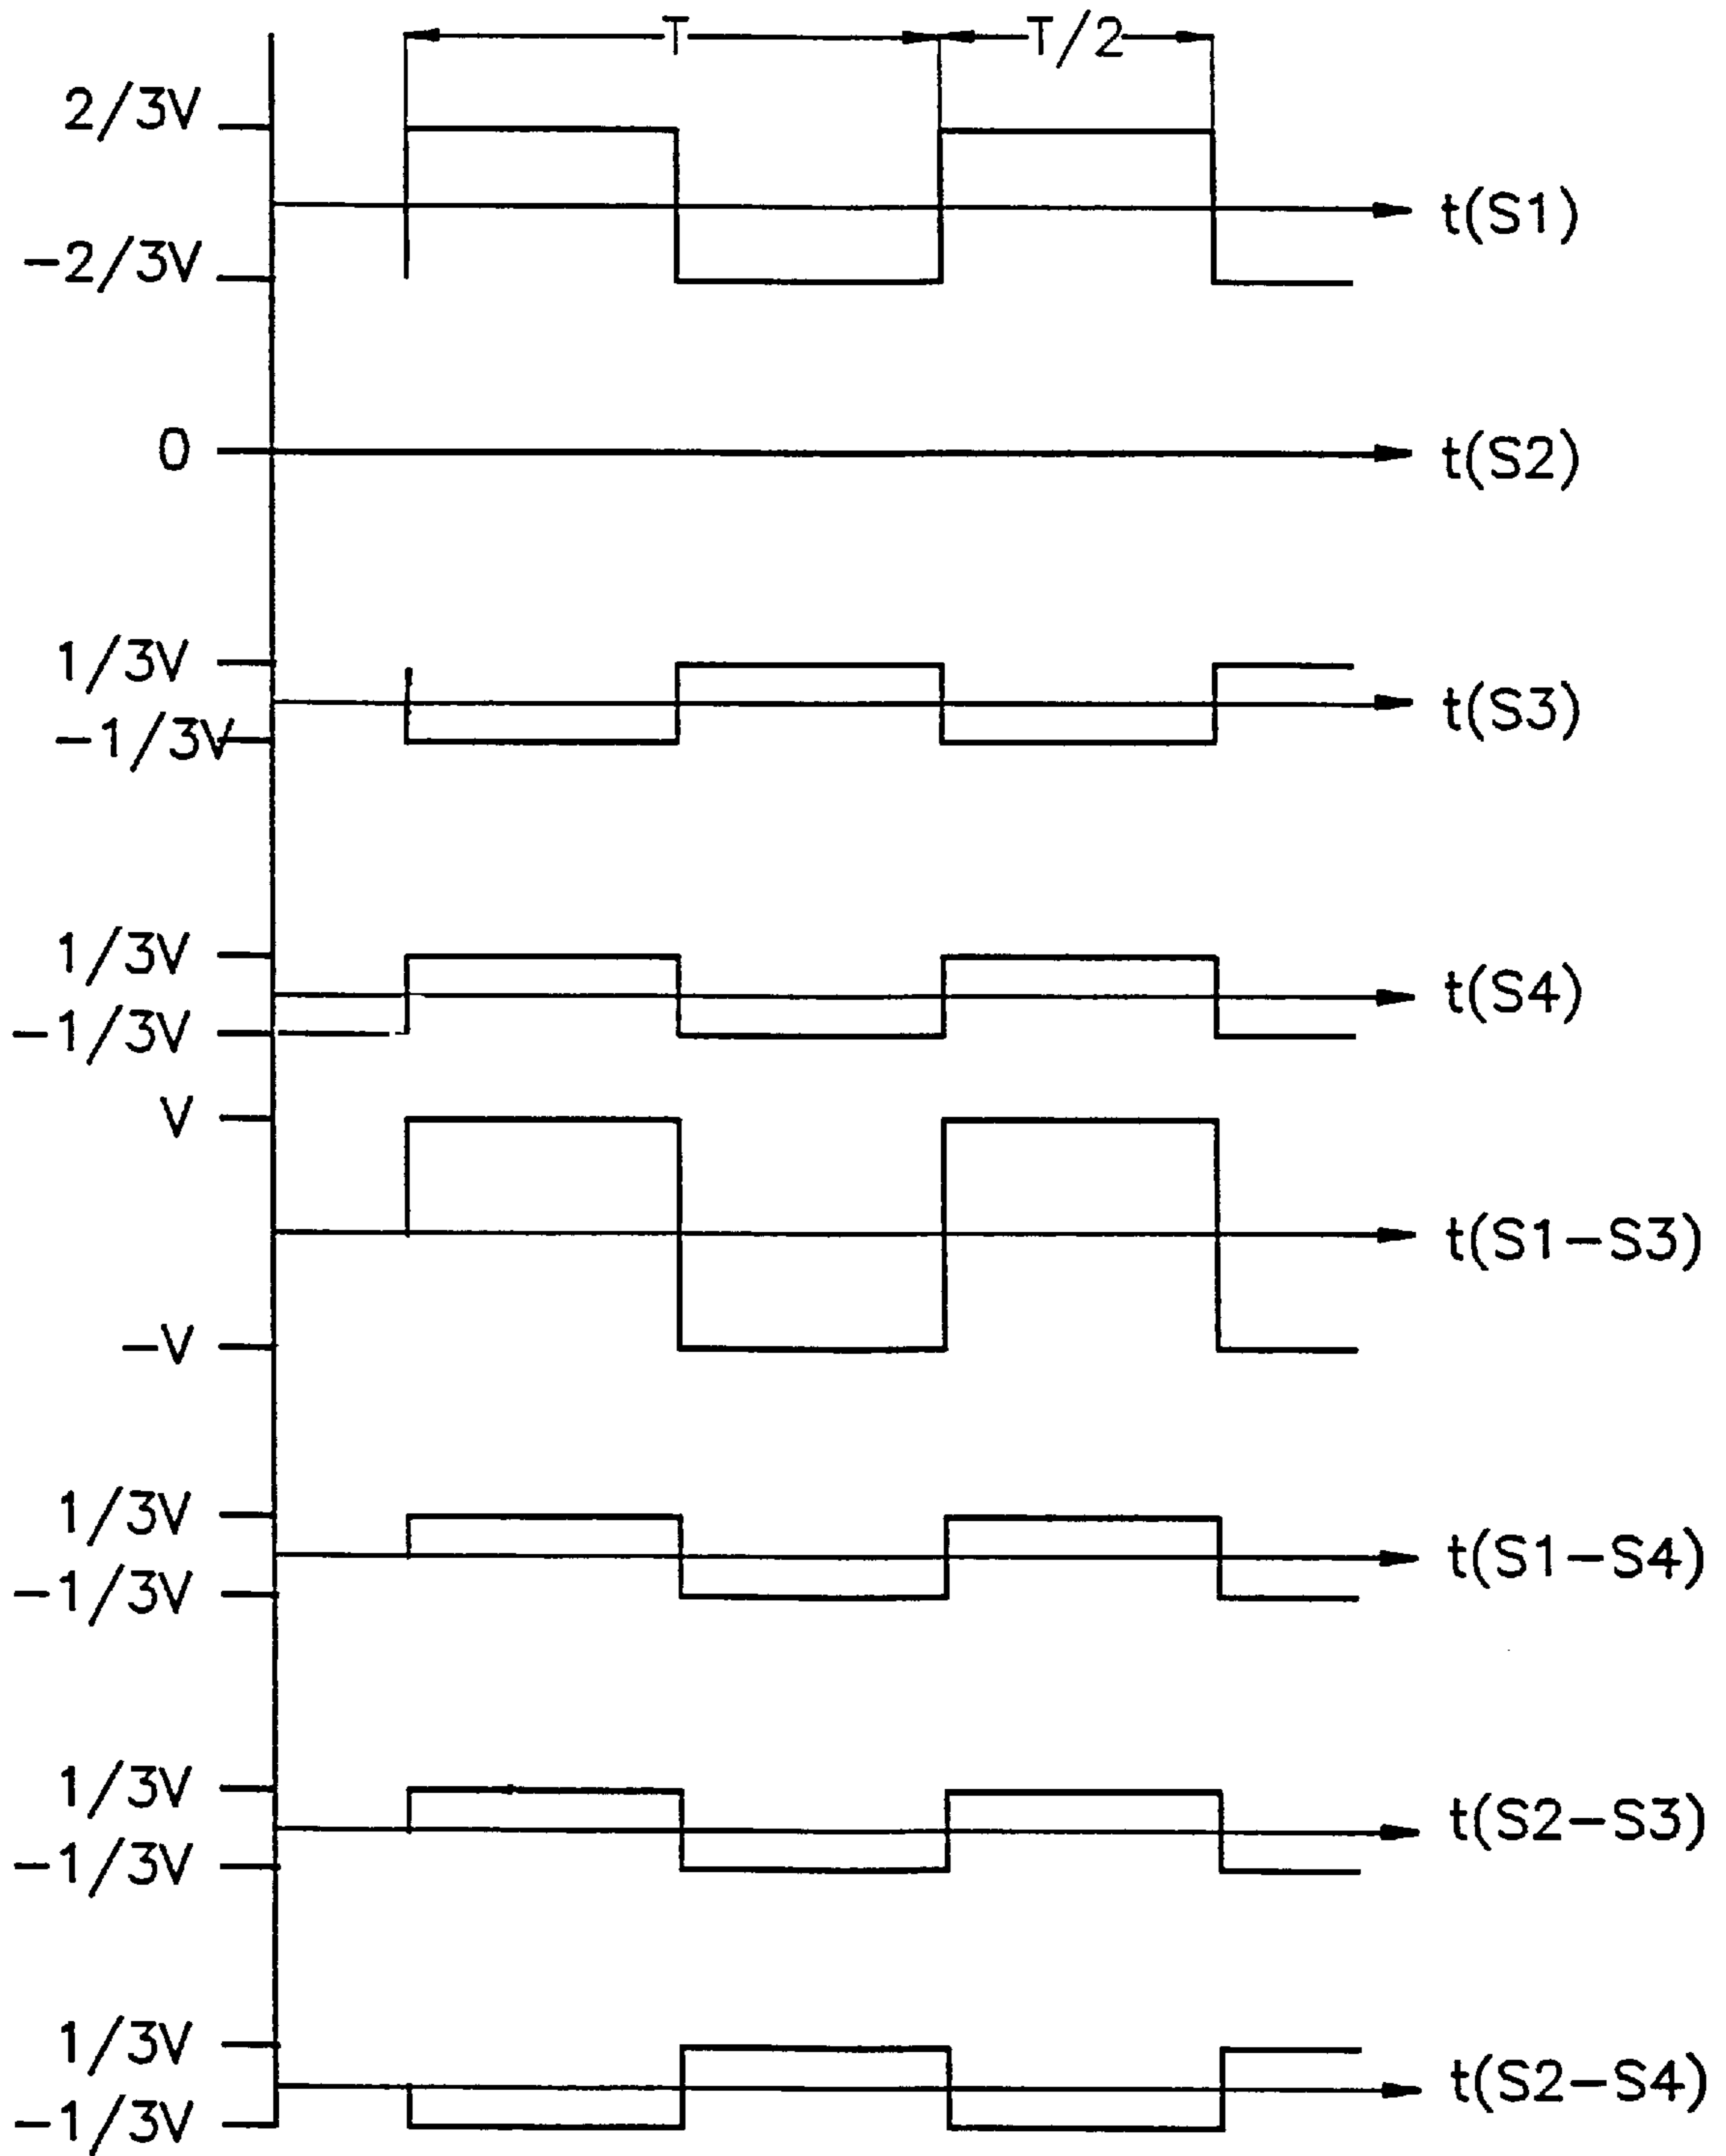 T T/2
2/3V
t(S1)
-2/3V
0 t(S2)
1/3V
t(S3)
-1/3V
1/3V
t(S4)
-1/3V
V
t(S1-S3)
-V
1/3V
t(S1-S4)
-1/3V
1/3V
t(S2-S3)
-1/3V
1/3V
t(S2-S4)
-1/3V